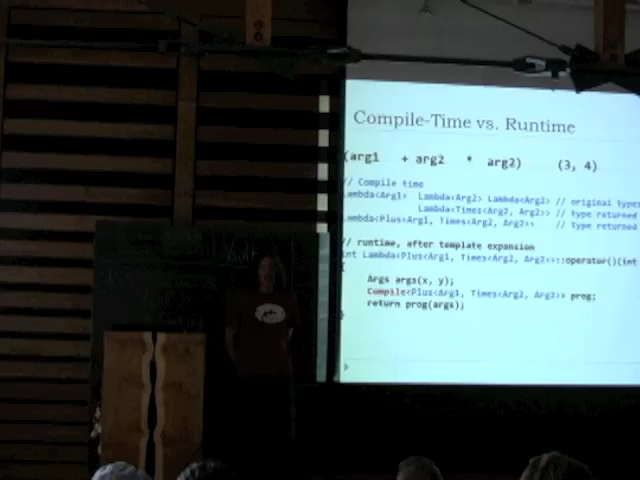 Compile-Time vs. Runtime
(arg1 + arg2 * arg2) (3, 4)
// Compile time
Lambda<Arg1> Lambda<Arg2> Lambda<Arg2> // original types
Lambda<Times<Arg2, Arg2>> // type returned
Lambda<Plus<Arg1, Times<Arg2, Arg2>> // type returned
// runtime, after template expansion
int Lambda<Plus<Arg1, Times<Arg2, Arg2>>::operator()(int
{
Args args(x, y);
Compile<Plus<Arg1, Times<Arg2, Arg2>> prog;
return prog(args);
}